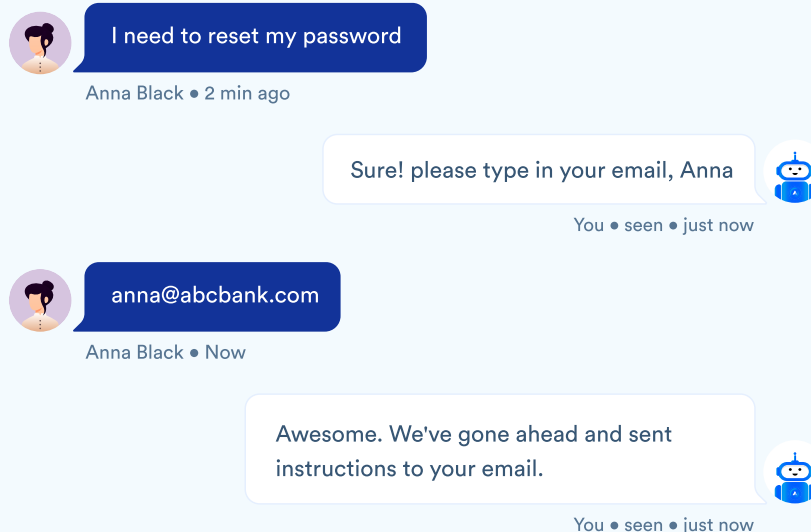 I need to reset my password
Anna Black • 2 min ago
Sure! please type in your email, Anna
You • seen • just now
anna@abcbank.com
Anna Black • Now
Awesome. We've gone ahead and sent
instructions to your email.
You • seen • just now